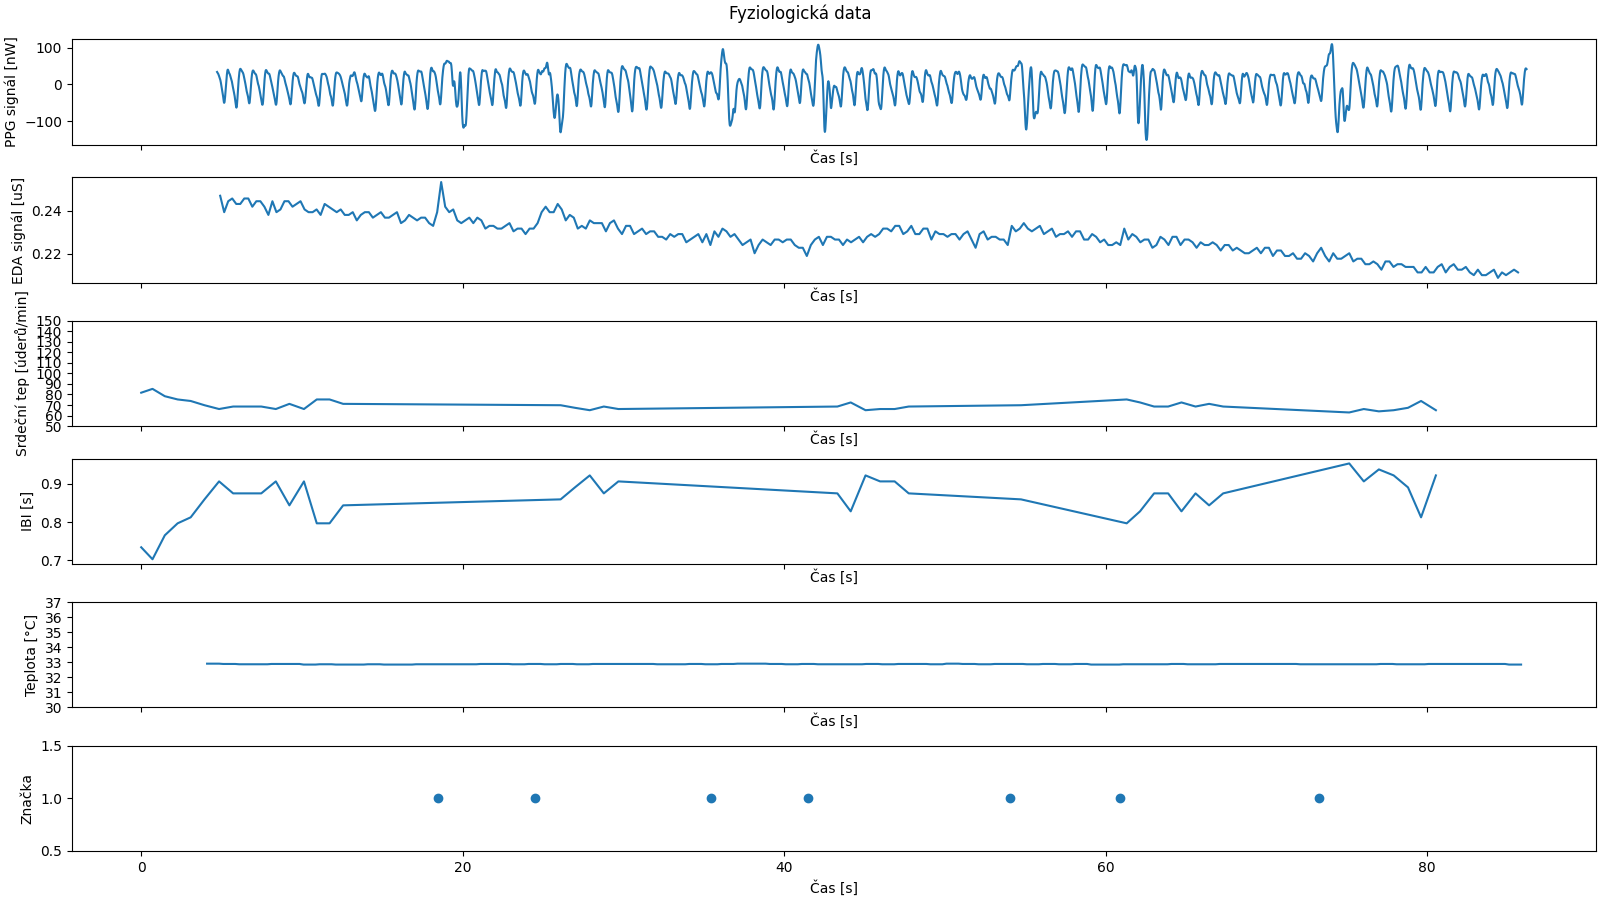 Fyziologická data
PPG signál [nW]
100
0
−100
Čas [s]
EDA signál [uS]
0.24
0.22
Čas [s]
Srdeční tep [úderů/min]
150
140
130
120
110
100
90
80
70
60
50
Čas [s]
IBI [s]
0.9
0.8
0.7
Čas [s]
Teplota [°C]
37
36
35
34
33
32
31
30
Čas [s]
Značka
1.5
1.0
0.5
0 20 40 60 80
Čas [s]